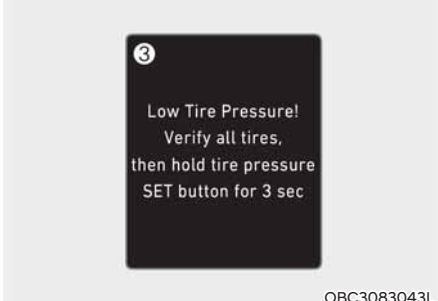 3
Low Tire Pressure!
Verify all tires,
then hold tire pressure
SET button for 3 sec
OBC3083043L